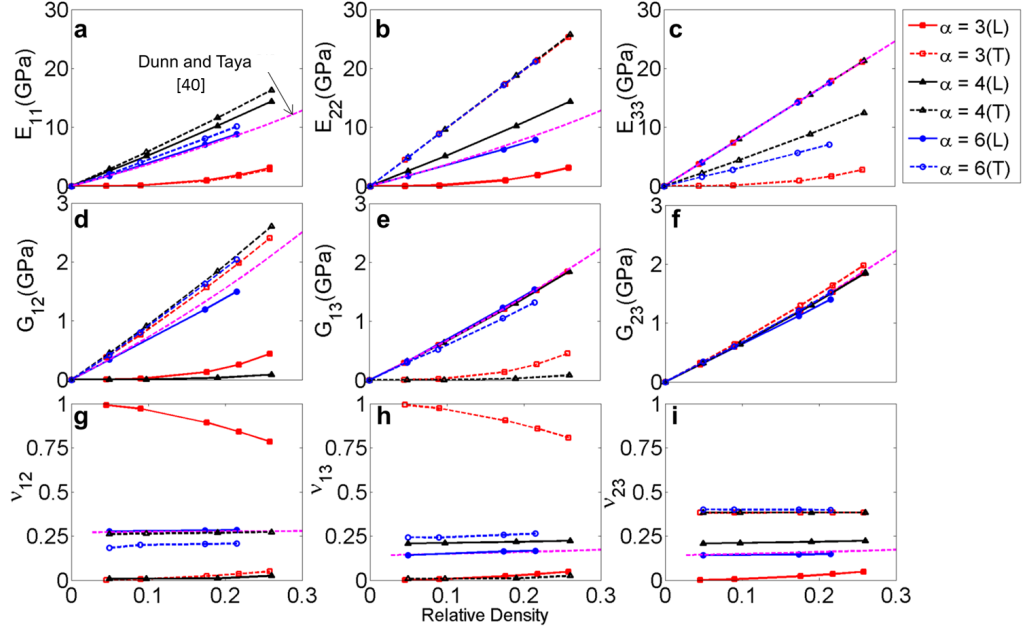 a
b
c
30
20
10
0
E11(GPa)
Dunn and Taya
[40]
30
20
10
0
E22(GPa)
30
20
10
0
E33(GPa)
α = 3(L)
α = 3(T)
α = 4(L)
α = 4(T)
α = 6(L)
α = 6(T)
d
e
f
3
2
1
0
G12(GPa)
3
2
1
0
G13(GPa)
3
2
1
0
G23(GPa)
g
h
i
1
0.75
0.5
0.25
0
ν12
0 0.1 0.2 0.3
1
0.75
0.5
0.25
0
ν13
0 0.1 0.2 0.3
1
0.75
0.5
0.25
0
ν23
0 0.1 0.2 0.3
Relative Density